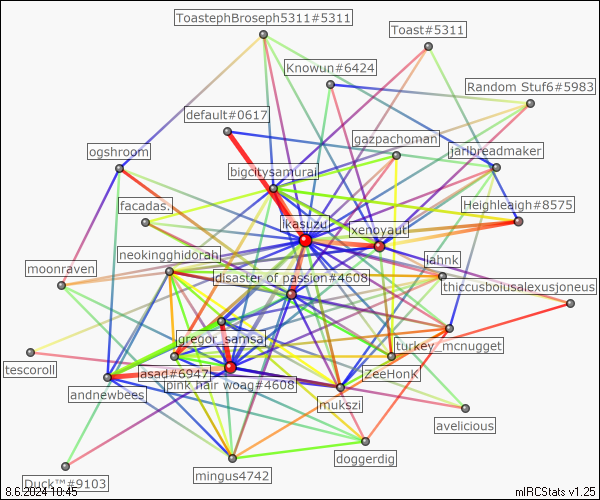 ToastephBroseph5311#5311
Toast#5311
Knowun#6424
Random Stuf6#5983
default#0617
gazpachoman
ogshroom
jarlbreadmaker
bigcitysamurai
facadas.
Heighleaigh#8575
Ikasuzu
xenoyaut
neokingghidorah
lahnk
moonraven
disaster of passion#4608
thiccusboiusalexusjoneus
gregor_samsa
turkey_mcnugget
tescoroll
asad#6947
ZeeHonk
pink hair woag#4608
andnewbees
mukszi
avelicious
doggerdig
mingus4742
Duck™#9103
8.6.2024 10:45
mIRCStats v1.25